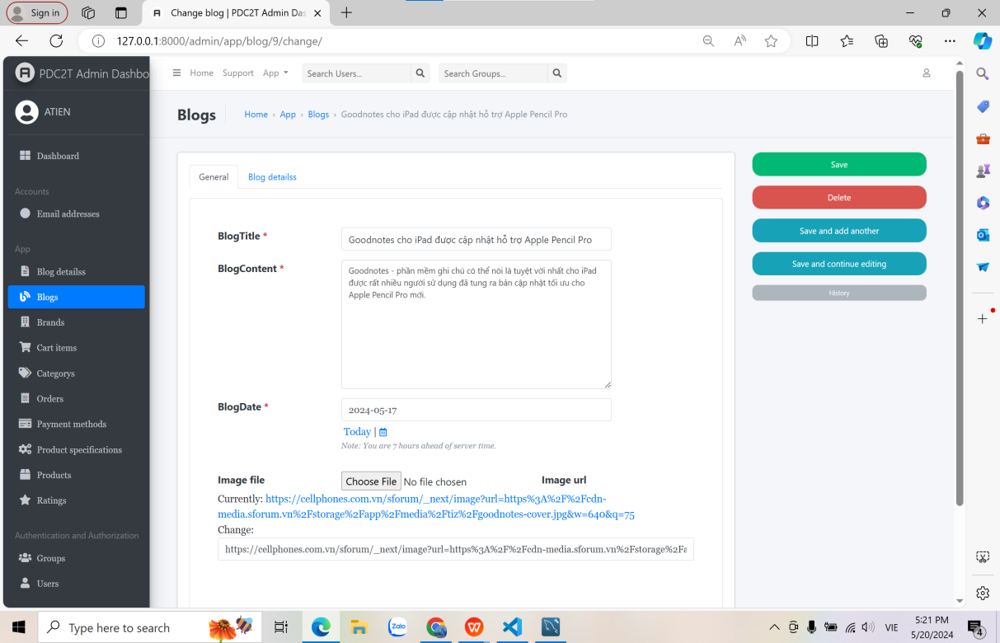 Sign in
Change blog | PDC2T Admin Das
127.0.0.1:8000/admin/app/blog/9/change/
PDC2T Admin Dashbo
Home Support App
Search Users...
Search Groups...
ATIEN
Blogs
Home › App › Blogs › Goodnotes cho iPad được cập nhật hỗ trợ Apple Pencil Pro
Dashboard
Accounts
Email addresses
App
Blog detailss
Blogs
Brands
Cart items
Categorys
Orders
Payment methods
Product specifications
Products
Ratings
Authentication and Authorization
Groups
Users
General
Blog detailss
BlogTitle *
Goodnotes cho iPad được cập nhật hỗ trợ Apple Pencil Pro
BlogContent *
Goodnotes - phần mềm ghi chú có thể nói là tuyệt vời nhất cho iPad
được rất nhiều người sử dụng đã tung ra bản cập nhật tối ưu cho
Apple Pencil Pro mới.
BlogDate *
2024-05-17
Today |
Note: You are 7 hours ahead of server time.
Image file
Choose File No file chosen
Image url
Currently: https://cellphones.com.vn/sforum/_next/image?url=https%3A%2F%2Fcdn-
media.sforum.vn%2Fstorage%2Fapp%2Fmedia%2Ftiz%2Fgoodnotes-cover.jpg&w=640&q=75
Change:
https://cellphones.com.vn/sforum/_next/image?url=https%3A%2F%2Fcdn-media.sforum.vn%2Fstorage%2Fa
Save
Delete
Save and add another
Save and continue editing
History
Type here to search
Zalo
VIE
5:21 PM
5/20/2024
4